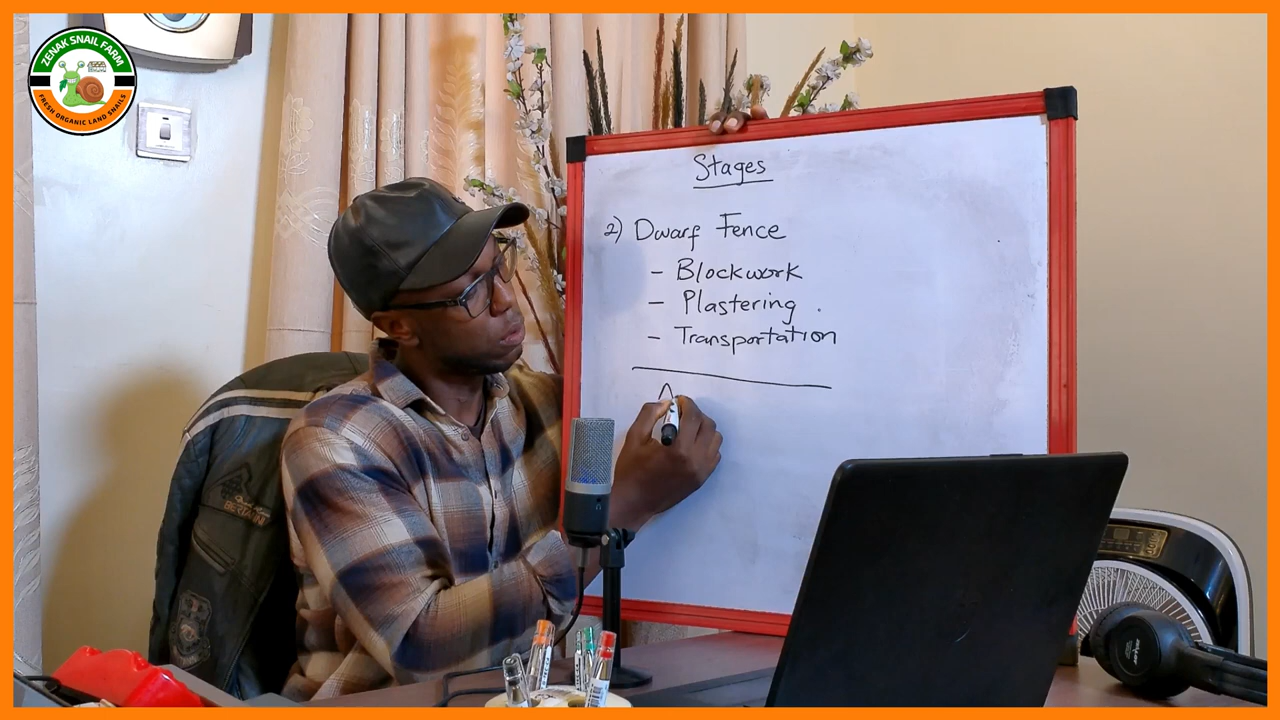 ZENAK SNAIL FARM
FRESH ORGANIC LAND SNAILS
Stages
2) Dwarf Fence
- Blockwork
- Plastering
- Transportation